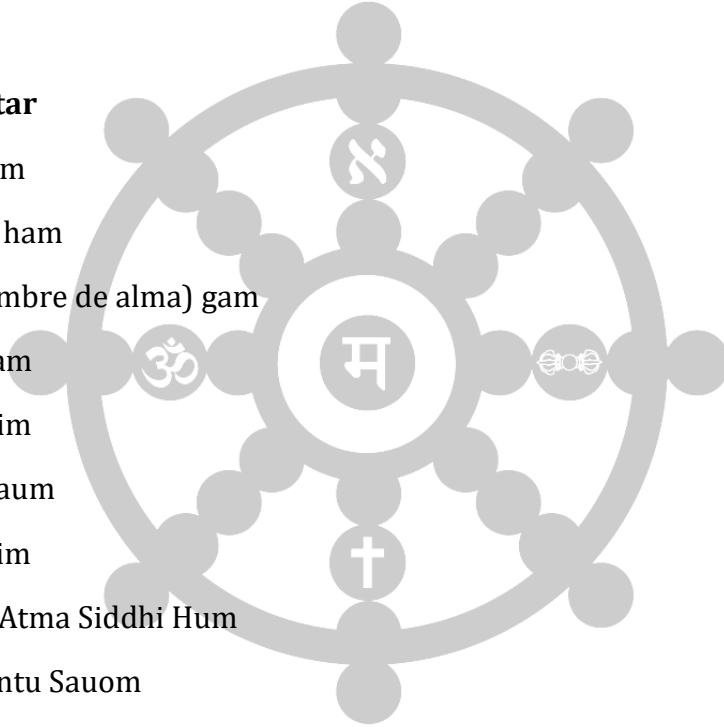 tar
m
ham
mbre de alma) gam
am
im
aum
im
Atma Siddhi Hum
ntu Sauom
א
ॐ
म